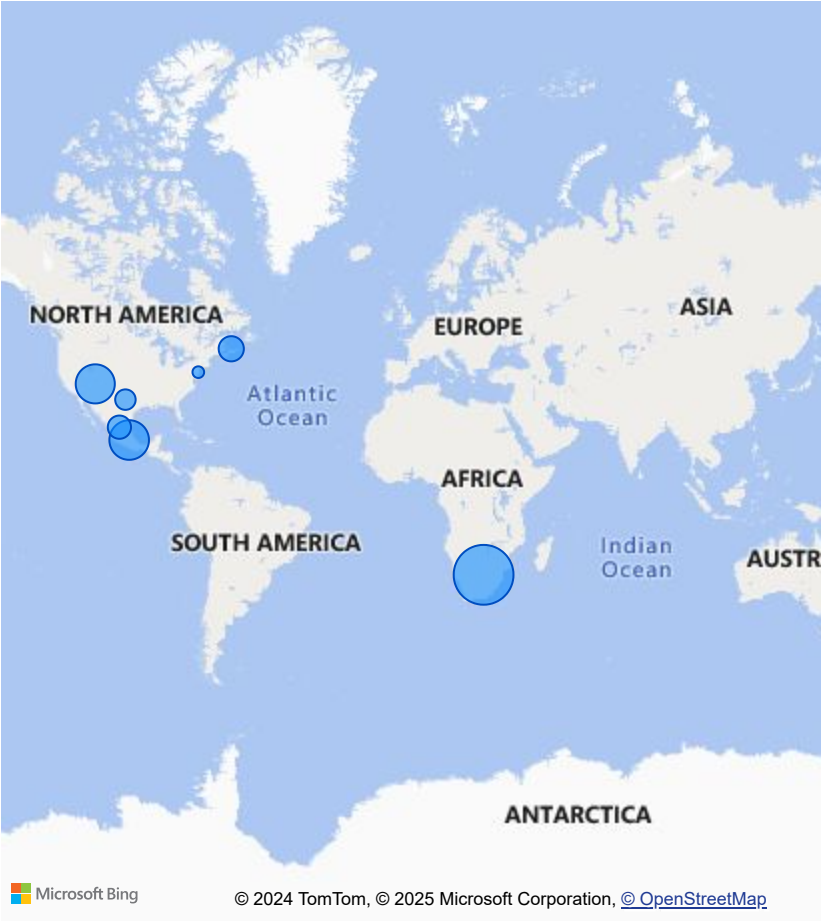 NORTH AMERICA
ASIA
EUROPE
Atlantic
Ocean
AFRICA
SOUTH AMERICA
Indian
Ocean
AUSTR
ANTARCTICA
Microsoft Bing
© 2024 TomTom, © 2025 Microsoft Corporation, © OpenStreetMap